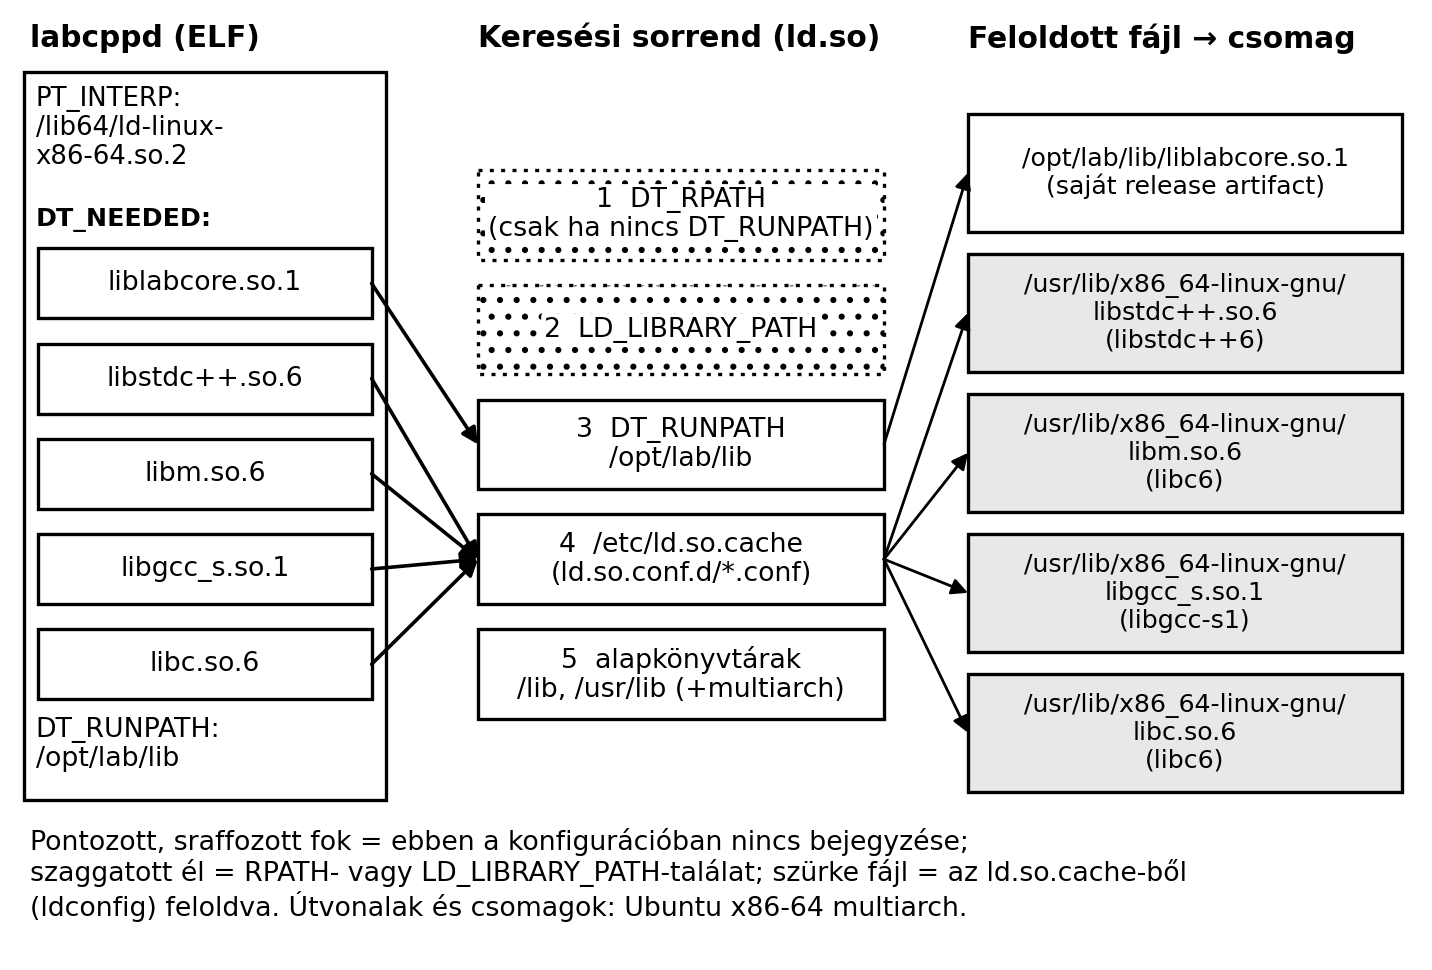 labcppd (ELF)
PT_INTERP:
/lib64/ld-linux-
x86-64.so.2
DT_NEEDED:
liblabcore.so.1
libstdc++.so.6
libm.so.6
libgcc_s.so.1
libc.so.6
DT_RUNPATH:
/opt/lab/lib
Keresési sorrend (ld.so)
1  DT_RPATH
(csak ha nincs DT_RUNPATH)
2  LD_LIBRARY_PATH
3  DT_RUNPATH
/opt/lab/lib
4  /etc/ld.so.cache
(ld.so.conf.d/*.conf)
5  alapkönyvtárak
/lib, /usr/lib (+multiarch)
Feloldott fájl → csomag
/opt/lab/lib/liblabcore.so.1
(saját release artifact)
/usr/lib/x86_64-linux-gnu/
libstdc++.so.6
(libstdc++6)
/usr/lib/x86_64-linux-gnu/
libm.so.6
(libc6)
/usr/lib/x86_64-linux-gnu/
libgcc_s.so.1
(libgcc-s1)
/usr/lib/x86_64-linux-gnu/
libc.so.6
(libc6)
Pontozott, sraffozott fok = ebben a konfigurációban nincs bejegyzése;
szaggatott él = RPATH- vagy LD_LIBRARY_PATH-találat; szürke fájl = az ld.so.cache-ből
(ldconfig) feloldva. Útvonalak és csomagok: Ubuntu x86-64 multiarch.